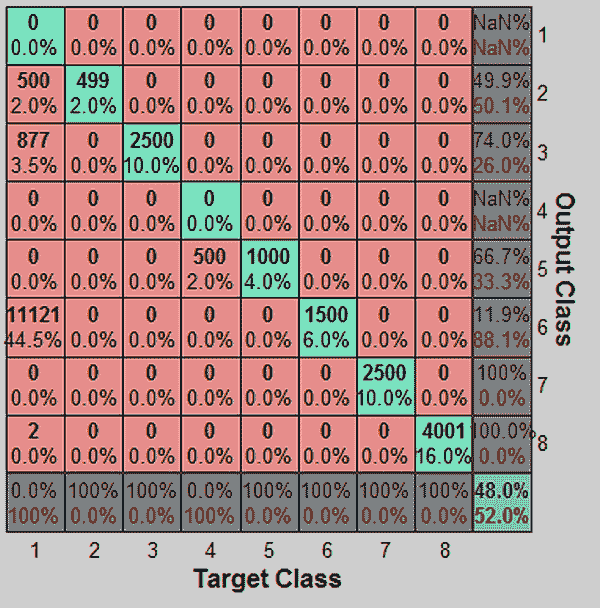 0 0 0 0 0 0 0 0 NaN%
0.0% 0.0% 0.0% 0.0% 0.0% 0.0% 0.0% 0.0% NaN%
1
500 499 0 0 0 0 0 0 49.9%
2.0% 2.0% 0.0% 0.0% 0.0% 0.0% 0.0% 0.0% 50.1%
2
877 0 2500 0 0 0 0 0 74.0%
3.5% 0.0% 10.0% 0.0% 0.0% 0.0% 0.0% 0.0% 26.0%
3
0 0 0 0 0 0 0 0 NaN%
0.0% 0.0% 0.0% 0.0% 0.0% 0.0% 0.0% 0.0% NaN%
4
0 0 0 500 1000 0 0 0 66.7%
0.0% 0.0% 0.0% 2.0% 4.0% 0.0% 0.0% 0.0% 33.3%
5
11121 0 0 0 0 1500 0 0 11.9%
44.5% 0.0% 0.0% 0.0% 0.0% 6.0% 0.0% 0.0% 88.1%
6
0 0 0 0 0 0 2500 0 100%
0.0% 0.0% 0.0% 0.0% 0.0% 0.0% 10.0% 0.0% 0.0%
7
2 0 0 0 0 0 0 4001 100.0%
0.0% 0.0% 0.0% 0.0% 0.0% 0.0% 0.0% 16.0% 0.0%
8
0.0% 100% 100% 0.0% 100% 100% 100% 100% 48.0%
100% 0.0% 0.0% 100% 0.0% 0.0% 0.0% 0.0% 52.0%
1 2 3 4 5 6 7 8
Target Class
Output Class